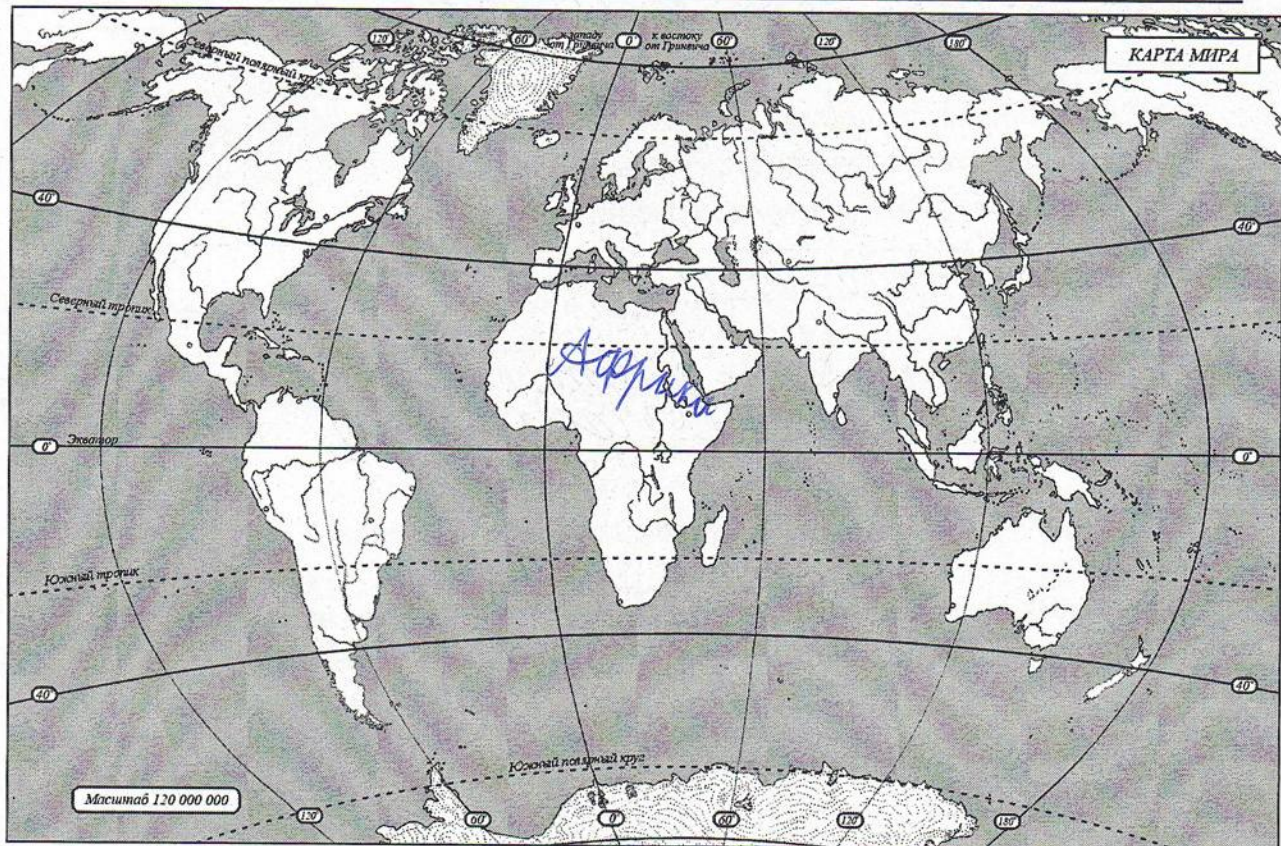 120° 60° к западу от Гринвича 0° к востоку от Гринвича 60° 120° 180°
КАРТА МИРА
Северный полярный круг
40° 40°
Северный тропик
Африка
0° Экватор 0°
Южный тропик
40° 40°
Южный полярный круг
Масштаб 120 000 000
120° 60° 0° 60° 120° 180°